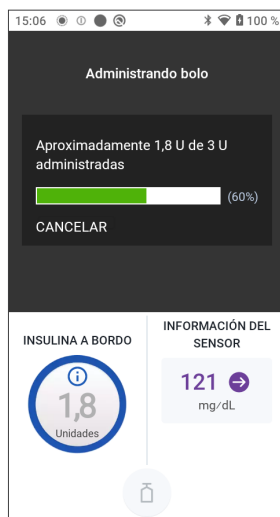 15:06 100 %
Administrando bolo
Aproximadamente 1,8 U de 3 U
administradas
(60%)
CANCELAR
INSULINA A BORDO
1,8
Unidades
INFORMACIÓN DEL
SENSOR
121
mg/dL